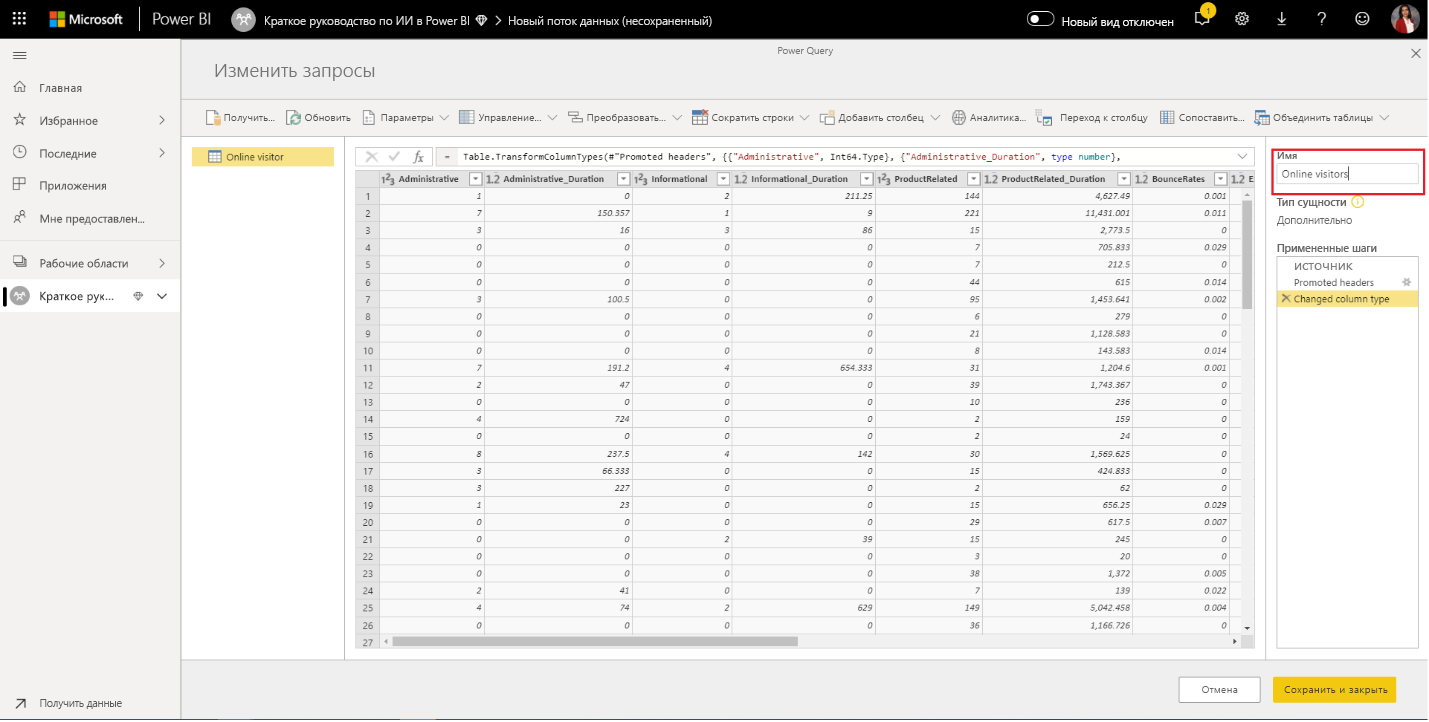 Microsoft Power BI Краткое руководство по ИИ в Power BI > Новый поток данных (несохраненный) Новый вид отключен 1 ?
Power Query
Изменить запросы
Главная
Избранное
Последние
Приложения
Мне предоставлен...
Рабочие области
Краткое рук...
Получить данные
Получить... Обновить Параметры Управление... Преобразовать... Сократить строки Добавить столбец Аналитика... Переход к столбцу Сопоставить... Объединить таблицы
Online visitor
fx = Table.TransformColumnTypes(#"Promoted headers", {{"Administrative", Int64.Type}, {"Administrative_Duration", type number},
1²3 Administrative 1.2 Administrative_Duration 1²3 Informational 1.2 Informational_Duration 1²3 ProductRelated 1.2 ProductRelated_Duration 1.2 BounceRates 1.2 E
1 1 0 2 211.25 144 4,627.49 0.001
2 7 150.357 1 9 221 11,431.001 0.011
3 3 16 3 86 15 2,773.5 0
4 0 0 0 0 7 705.833 0.029
5 0 0 0 0 7 212.5 0
6 0 0 0 0 44 615 0.014
7 3 100.5 0 0 95 1,453.641 0.002
8 0 0 0 0 6 279 0
9 0 0 0 0 21 1,128.583 0
10 0 0 0 0 8 143.583 0.014
11 7 191.2 4 654.333 31 1,204.6 0.001
12 2 47 0 0 39 1,743.367 0
13 0 0 0 0 10 236 0
14 4 724 0 0 2 159 0
15 0 0 0 0 2 24 0
16 8 237.5 4 142 30 1,569.625 0
17 3 66.333 0 0 15 424.833 0
18 3 227 0 0 2 62 0
19 1 23 0 0 15 656.25 0.029
20 0 0 0 0 29 617.5 0.007
21 0 0 2 39 15 245 0
22 0 0 0 0 3 20 0
23 0 0 0 0 38 1,372 0.005
24 2 41 0 0 7 139 0.022
25 4 74 2 629 149 5,042.458 0.004
26 0 0 0 0 36 1,166.726 0
27
Имя
Online visitors
Тип сущности
Дополнительно
Примененные шаги
ИСТОЧНИК
Promoted headers
Changed column type
Отмена Сохранить и закрыть